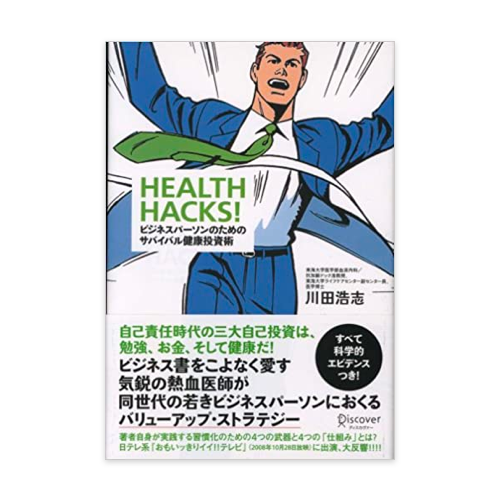 HEALTH
HACKS!
ビジネスパーソンのための
サバイバル健康投資術
東海大学医学部血液内科/
抗加齢ドック准教授、
東海大学ライフケアセンター副センター長、
医学博士
川田浩志
自己責任時代の三大自己投資は、
勉強、お金、そして健康だ!
ビジネス書をこよなく愛す
気鋭の熱血医師が
同世代の若きビジネスパーソンにおくる
バリューアップ・ストラテジー
すべて
科学的
エビデンス
つき!
Discover
ディスカヴァー
著者自身が実践する習慣化のための4つの武器と4つの「仕組み」とは?
日テレ系「おもいッきりイイ!!テレビ」(2008年10月28日放映)に出演、大反響!!!!